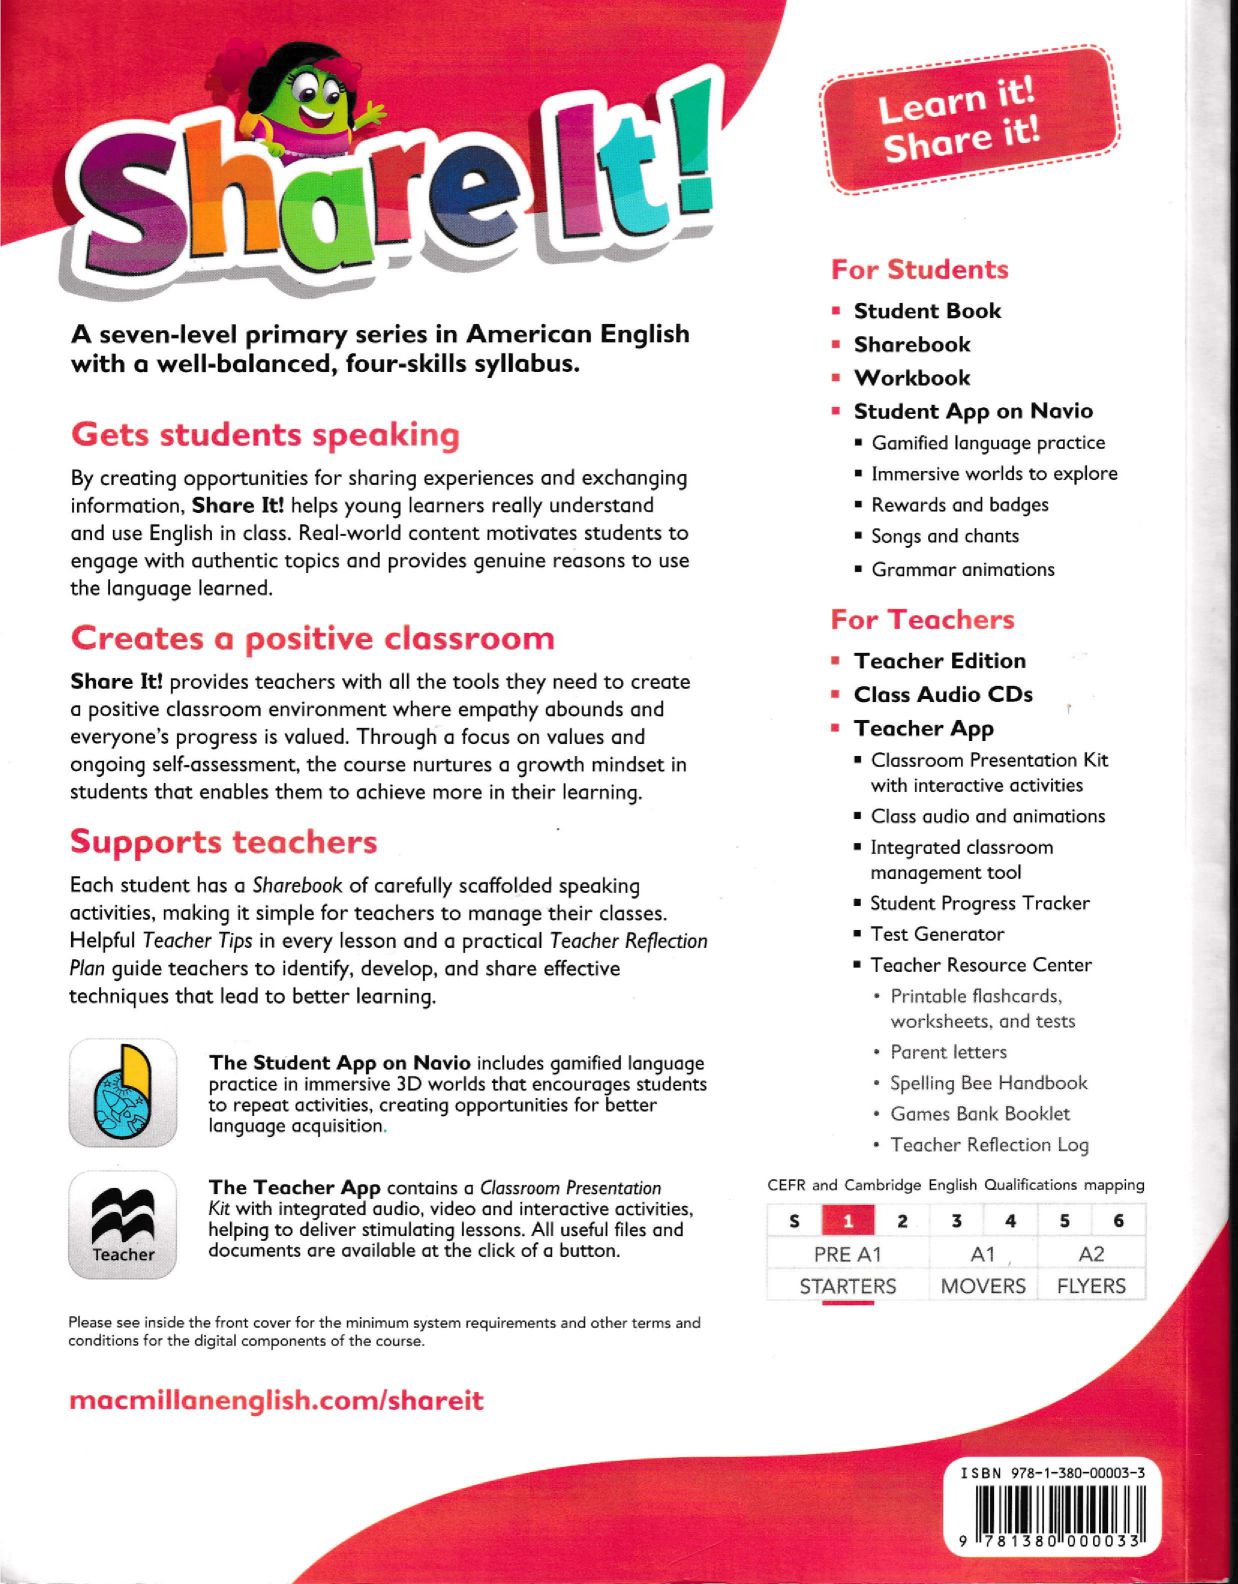 Share It!
Learn it!
Share it!
A seven-level primary series in American English
with a well-balanced, four-skills syllabus.
Gets students speaking
By creating opportunities for sharing experiences and exchanging
information, Share It! helps young learners really understand
and use English in class. Real-world content motivates students to
engage with authentic topics and provides genuine reasons to use
the language learned.
Creates a positive classroom
Share It! provides teachers with all the tools they need to create
a positive classroom environment where empathy abounds and
everyone's progress is valued. Through a focus on values and
ongoing self-assessment, the course nurtures a growth mindset in
students that enables them to achieve more in their learning.
Supports teachers
Each student has a Sharebook of carefully scaffolded speaking
activities, making it simple for teachers to manage their classes.
Helpful Teacher Tips in every lesson and a practical Teacher Reflection
Plan guide teachers to identify, develop, and share effective
techniques that lead to better learning.
The Student App on Navio includes gamified language
practice in immersive 3D worlds that encourages students
to repeat activities, creating opportunities for better
language acquisition.
Teacher
The Teacher App contains a Classroom Presentation
Kit with integrated audio, video and interactive activities,
helping to deliver stimulating lessons. All useful files and
documents are available at the click of a button.
Please see inside the front cover for the minimum system requirements and other terms and
conditions for the digital components of the course.
macmillanenglish.com/shareit
For Students
▪ Student Book
▪ Sharebook
▪ Workbook
▪ Student App on Navio
▪ Gamified language practice
▪ Immersive worlds to explore
▪ Rewards and badges
▪ Songs and chants
▪ Grammar animations
For Teachers
▪ Teacher Edition
▪ Class Audio CDs
▪ Teacher App
▪ Classroom Presentation Kit
with interactive activities
▪ Class audio and animations
▪ Integrated classroom
management tool
▪ Student Progress Tracker
▪ Test Generator
▪ Teacher Resource Center
• Printable flashcards,
worksheets, and tests
• Parent letters
• Spelling Bee Handbook
• Games Bank Booklet
• Teacher Reflection Log
CEFR and Cambridge English Qualifications mapping
S 1 2 3 4 5 6
PRE A1 A1 A2
STARTERS MOVERS FLYERS
ISBN 978-1-380-00003-3
9 781380 000033